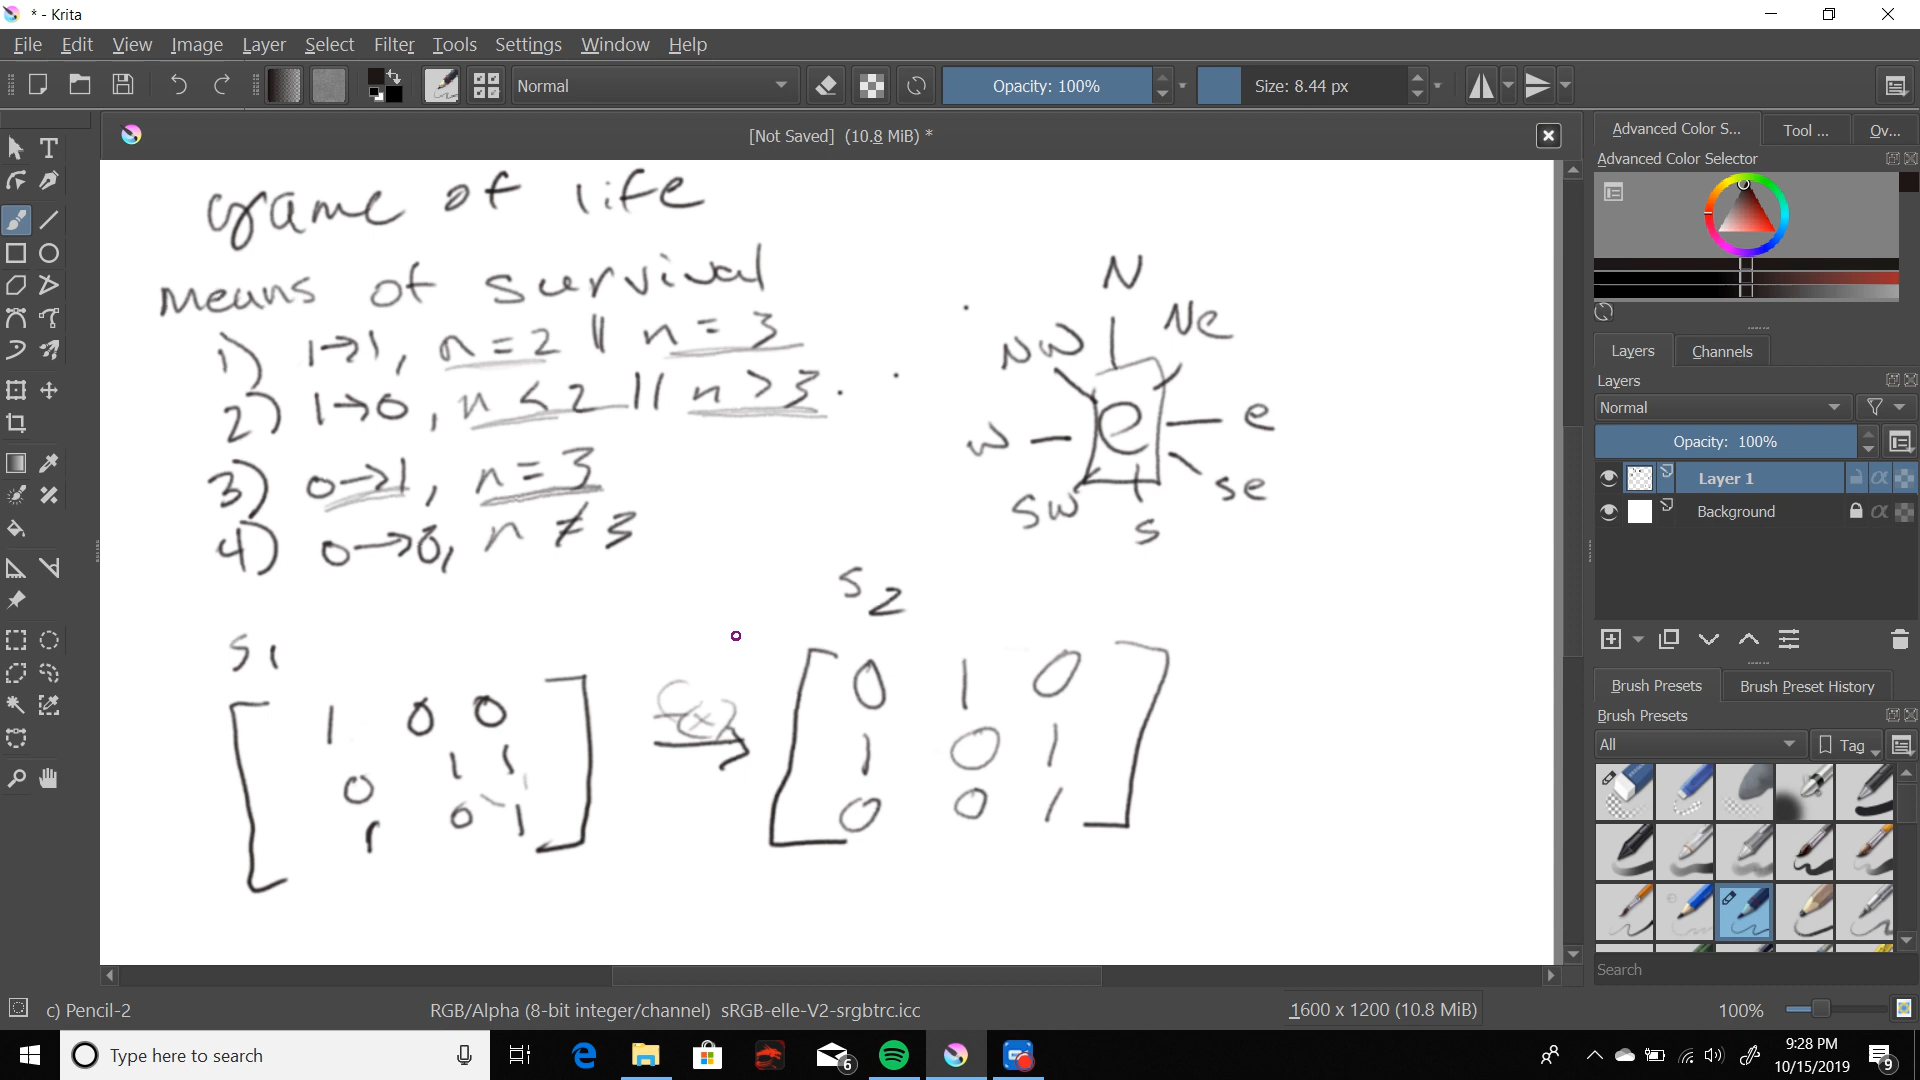 * - Krita
File Edit View Image Layer Select Filter Tools Settings Window Help
Normal
Opacity: 100%
Size: 8.44 px
[Not Saved] (10.8 MiB) *
game of life
means of survival
1) 1→1, n = 2 || n = 3
2) 1→0, n < 2 || n > 3.
3) 0→1, n = 3
4) 0→0, n ≠ 3
N
NW Ne
w e e
sw s se
S1
1 0 0
0 1 1
1 0 1
f(x)
S2
0 1 0
1 0 1
0 0 1
Advanced Color S... Tool ... Ov...
Advanced Color Selector
Layers Channels
Layers
Normal
Opacity: 100%
Layer 1
Background
Brush Presets Brush Preset History
Brush Presets
All Tag
Search
c) Pencil-2
RGB/Alpha (8-bit integer/channel) sRGB-elle-V2-srgbtrc.icc
1600 x 1200 (10.8 MiB)
100%
Type here to search
6
9:28 PM
10/15/2019
9